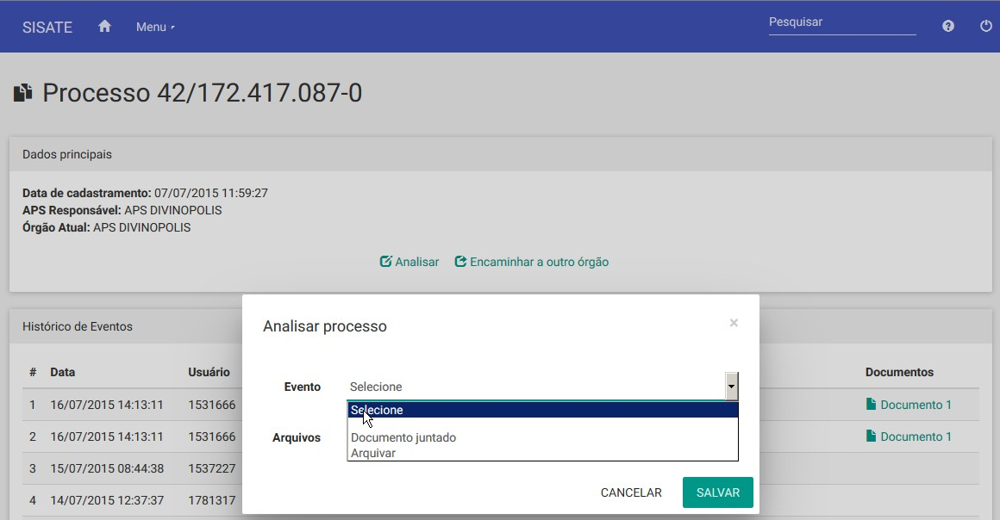 SISATE Menu Pesquisar
Processo 42/172.417.087-0
Dados principais
Data de cadastramento: 07/07/2015 11:59:27
APS Responsável: APS DIVINOPOLIS
Órgão Atual: APS DIVINOPOLIS
Analisar Encaminhar a outro órgão
Histórico de Eventos
# Data Usuário Documentos
1 16/07/2015 14:13:11 1531666 Documento 1
2 16/07/2015 14:13:11 1531666 Documento 1
3 15/07/2015 08:44:38 1537227
4 14/07/2015 12:37:37 1781317
Analisar processo ×
Evento Selecione
Selecione
Documento juntado
Arquivar
Arquivos
CANCELAR SALVAR